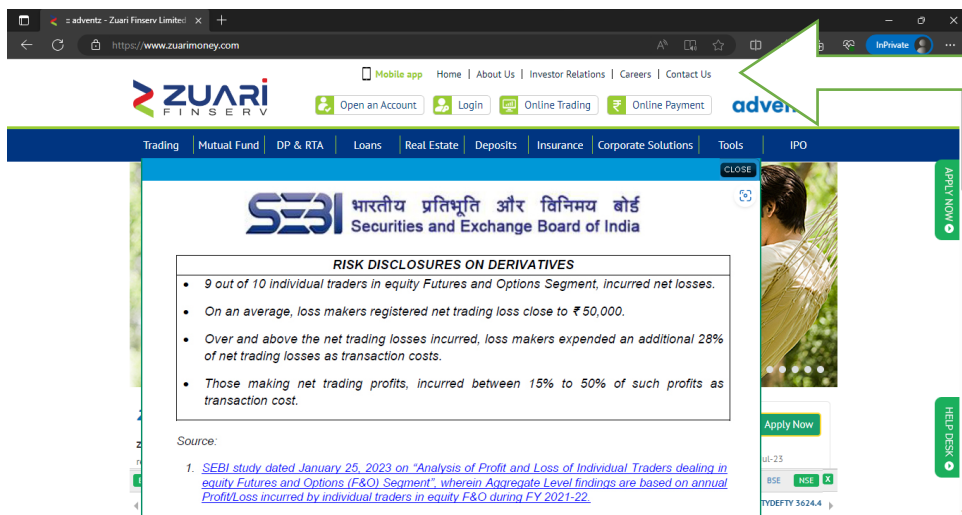 :: adventz - Zuari Finserv Limited
https://www.zuarimoney.com
InPrivate
Mobile app Home | About Us | Investor Relations | Careers | Contact Us
ZUARI
FINSERV
Open an Account Login Online Trading ₹ Online Payment
Trading Mutual Fund DP & RTA Loans Real Estate Deposits Insurance Corporate Solutions Tools IPO
CLOSE
APPLY NOW
SEBI भारतीय प्रतिभूति और विनिमय बोर्ड
Securities and Exchange Board of India
RISK DISCLOSURES ON DERIVATIVES
• 9 out of 10 individual traders in equity Futures and Options Segment, incurred net losses.
• On an average, loss makers registered net trading loss close to ₹ 50,000.
• Over and above the net trading losses incurred, loss makers expended an additional 28%
of net trading losses as transaction costs.
• Those making net trading profits, incurred between 15% to 50% of such profits as
transaction cost.
Apply Now
HELP DESK
Source:
1. SEBI study dated January 25, 2023 on “Analysis of Profit and Loss of Individual Traders dealing in
equity Futures and Options (F&O) Segment”, wherein Aggregate Level findings are based on annual
Profit/Loss incurred by individual traders in equity F&O during FY 2021-22.
BSE NSE X
3624.4